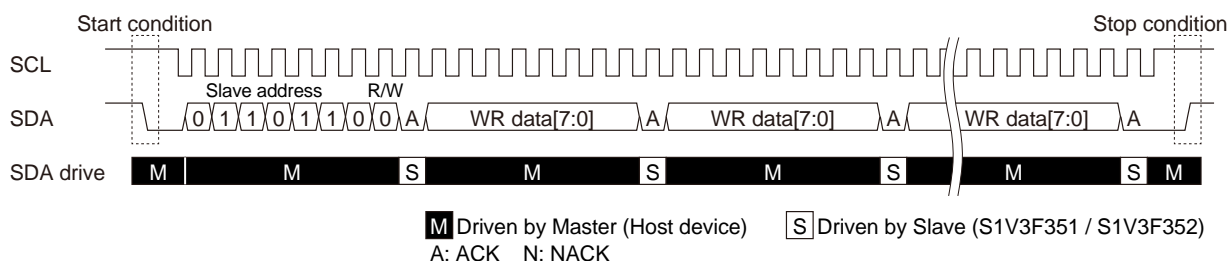 Start condition Stop condition
SCL
Slave address R/W
SDA 0 1 1 0 1 1 0 0 A WR data[7:0] A WR data[7:0] A WR data[7:0] A
SDA drive M M S M S M S M S M
M Driven by Master (Host device) S Driven by Slave (S1V3F351 / S1V3F352)
A: ACK N: NACK